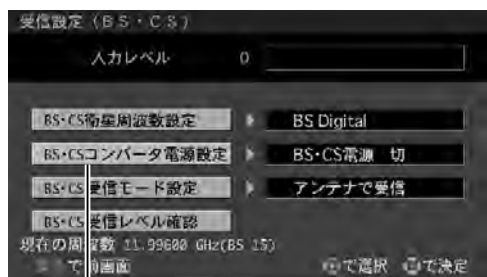 受信設定（BS・CS）
入力レベル 0
BS・CS衛星周波数設定 BS Digital
BS・CSコンバータ電源設定 BS・CS電源 切
BS・CS受信モード設定 アンテナで受信
BS・CS受信レベル確認
現在の周波数 11.99600 GHz(BS 15)
で前画面 で選択 で決定